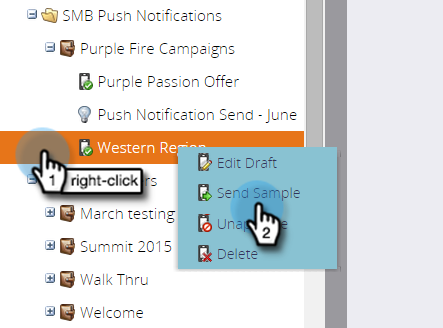 SMB Push Notifications
Purple Fire Campaigns
Purple Passion Offer
Push Notification Send - June
Western Region
Edit Draft
1 right-click
Send Sample
March testing
2
Summit 2015
Delete
Walk Thru
Welcome